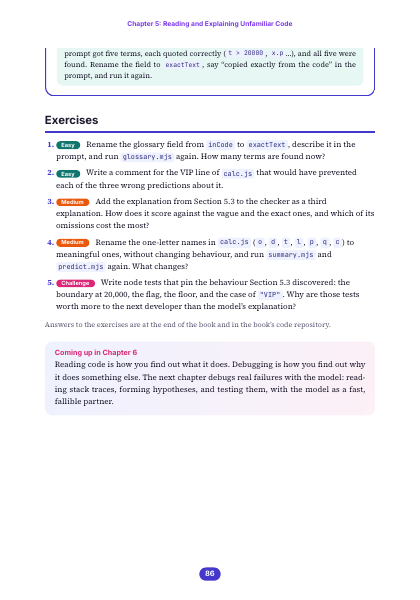 Chapter 5: Reading and Explaining Unfamiliar Code
prompt got five terms, each quoted correctly ( t > 20000 , x.p …), and all five were
found. Rename the field to exactText , say “copied exactly from the code” in the
prompt, and run it again.
Exercises
1. Easy Rename the glossary field from inCode to exactText , describe it in the
prompt, and run glossary.mjs again. How many terms are found now?
2. Easy Write a comment for the VIP line of calc.js that would have prevented
each of the three wrong predictions about it.
3. Medium Add the explanation from Section 5.3 to the checker as a third
explanation. How does it score against the vague and the exact ones, and which of its
omissions cost the most?
4. Medium Rename the one-letter names in calc.js ( o , d , t , l , p , q , c ) to
meaningful ones, without changing behaviour, and run summary.mjs and
predict.mjs again. What changes?
5. Challenge Write node tests that pin the behaviour Section 5.3 discovered: the
boundary at 20,000, the flag, the floor, and the case of "VIP" . Why are those tests
worth more to the next developer than the model’s explanation?
Answers to the exercises are at the end of the book and in the book’s code repository.
Coming up in Chapter 6
Reading code is how you find out what it does. Debugging is how you find out why
it does something else. The next chapter debugs real failures with the model: read-
ing stack traces, forming hypotheses, and testing them, with the model as a fast,
fallible partner.
86